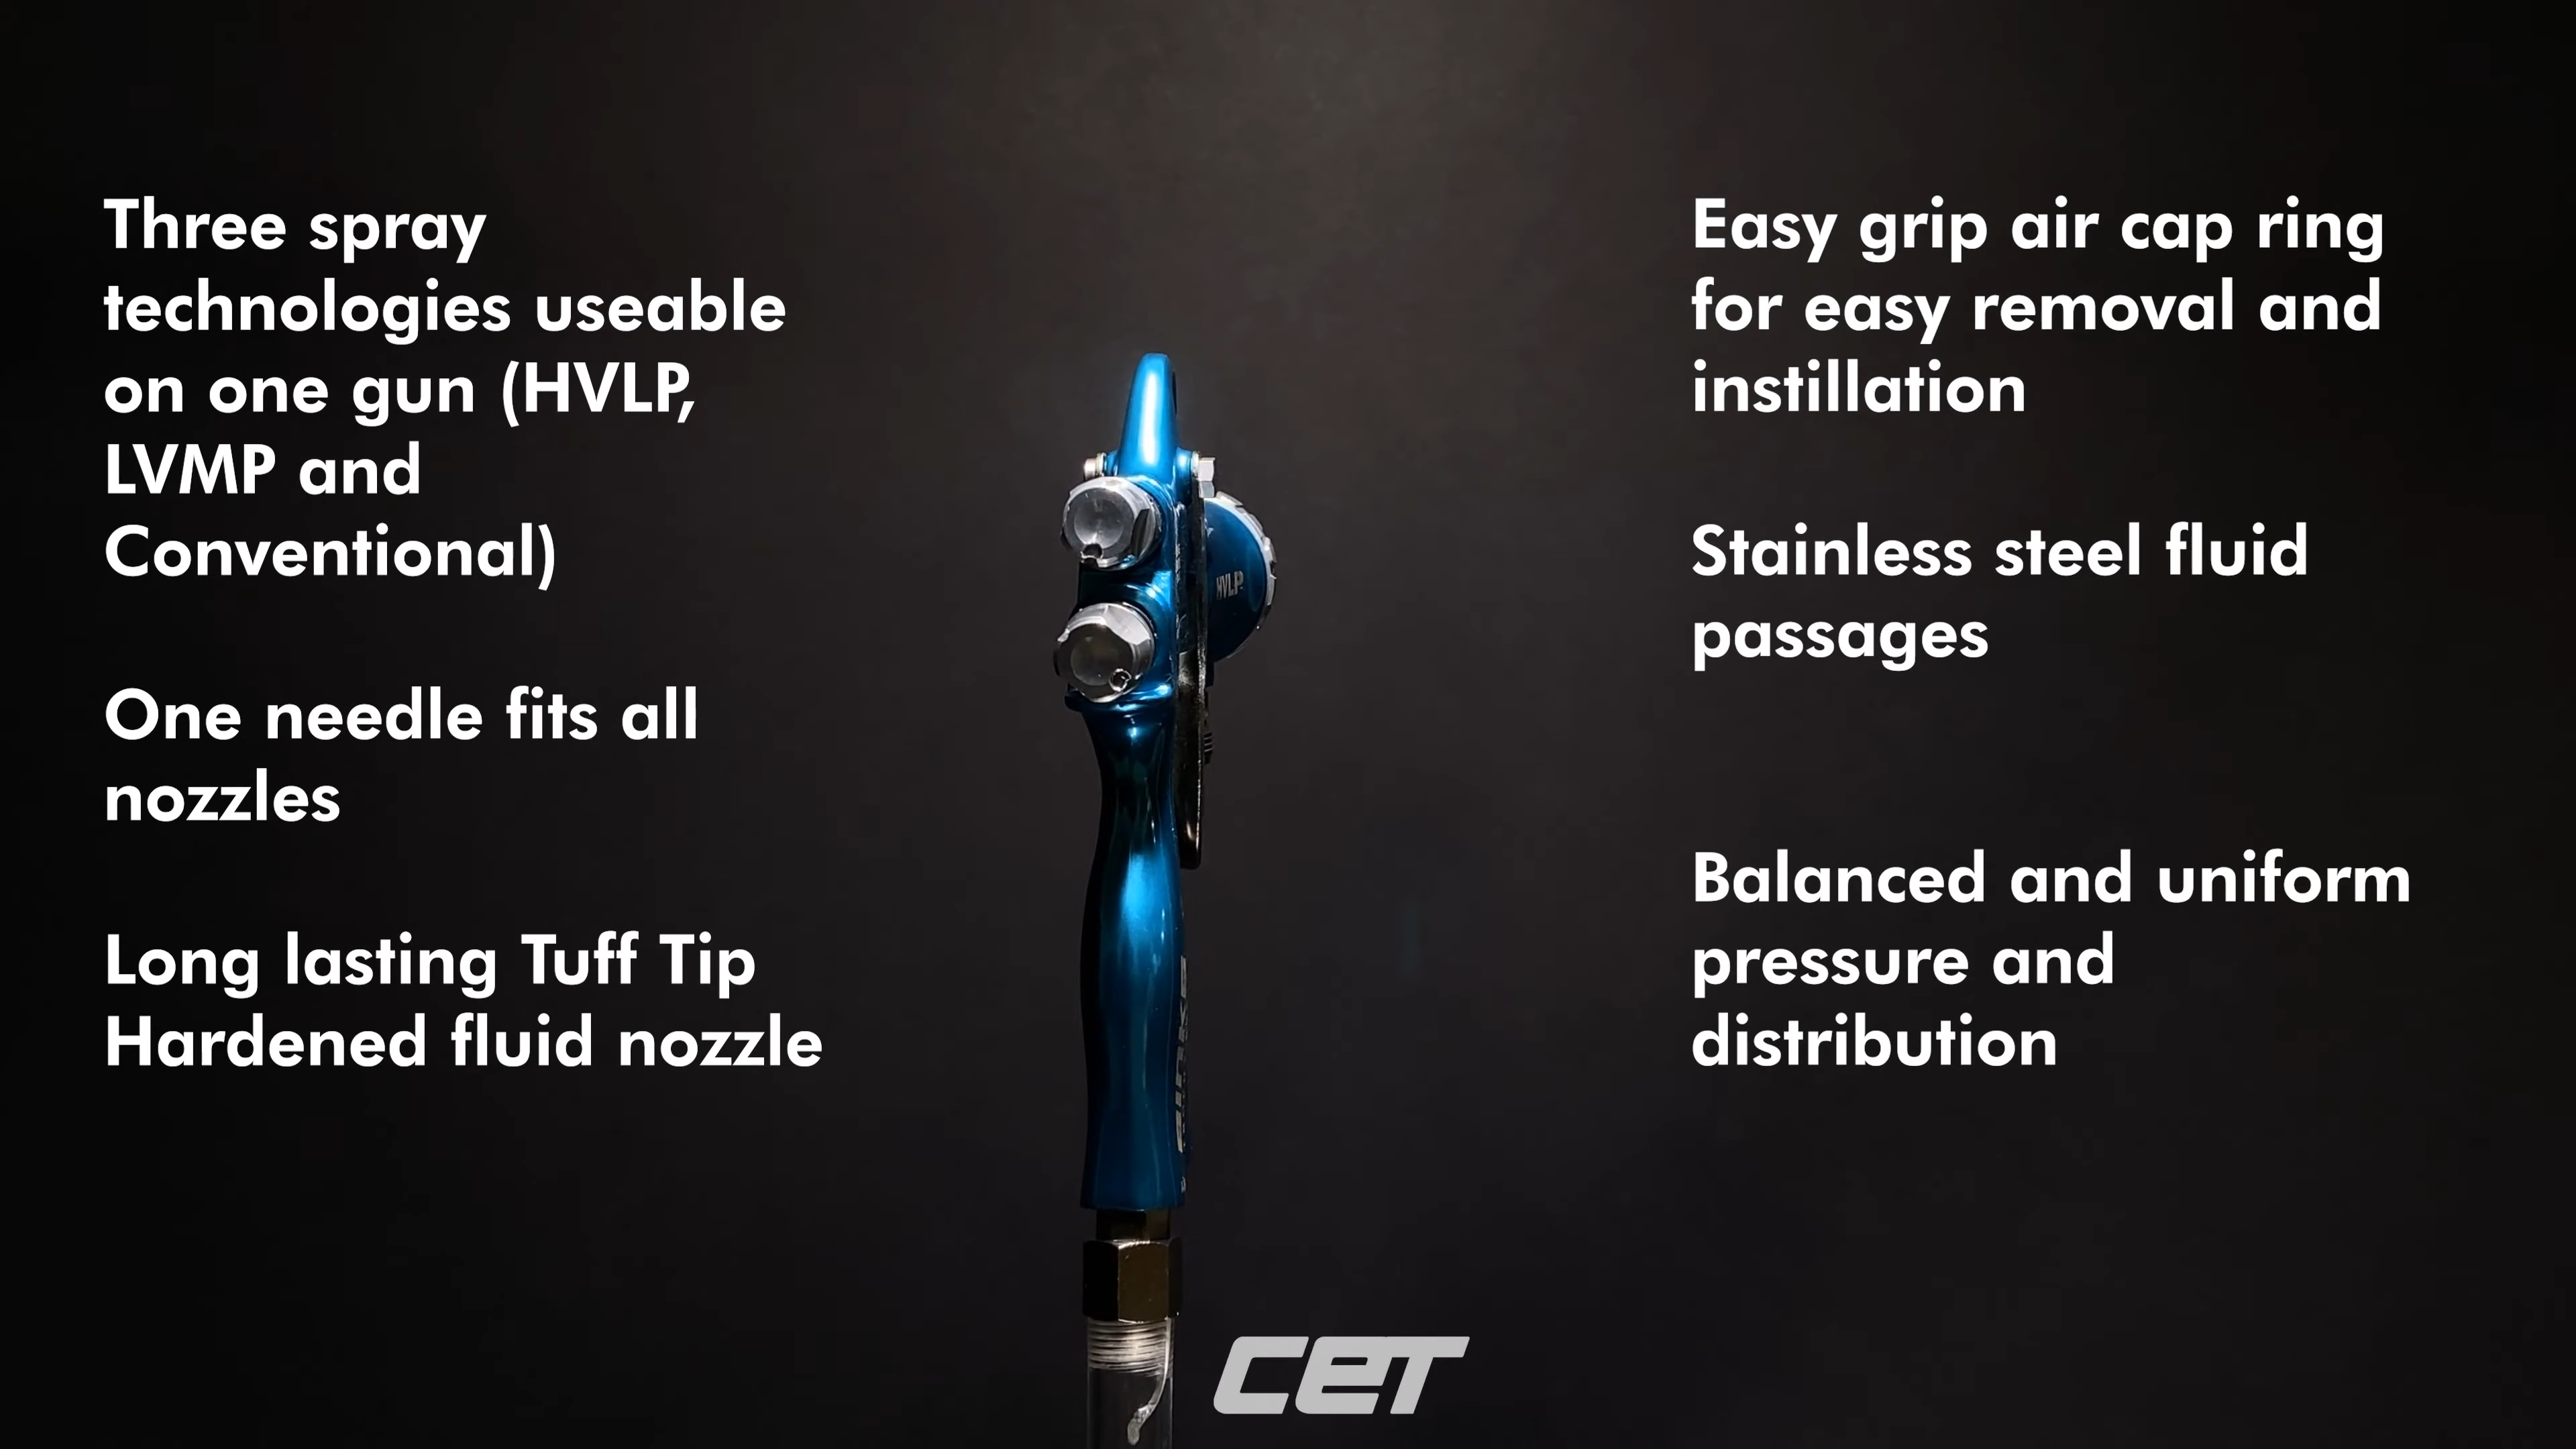 Three spray
technologies useable
on one gun (HVLP,
LVMP and
Conventional)
One needle fits all
nozzles
Long lasting Tuff Tip
Hardened fluid nozzle
Easy grip air cap ring
for easy removal and
instillation
Stainless steel fluid
passages
Balanced and uniform
pressure and
distribution
HVLP
CET